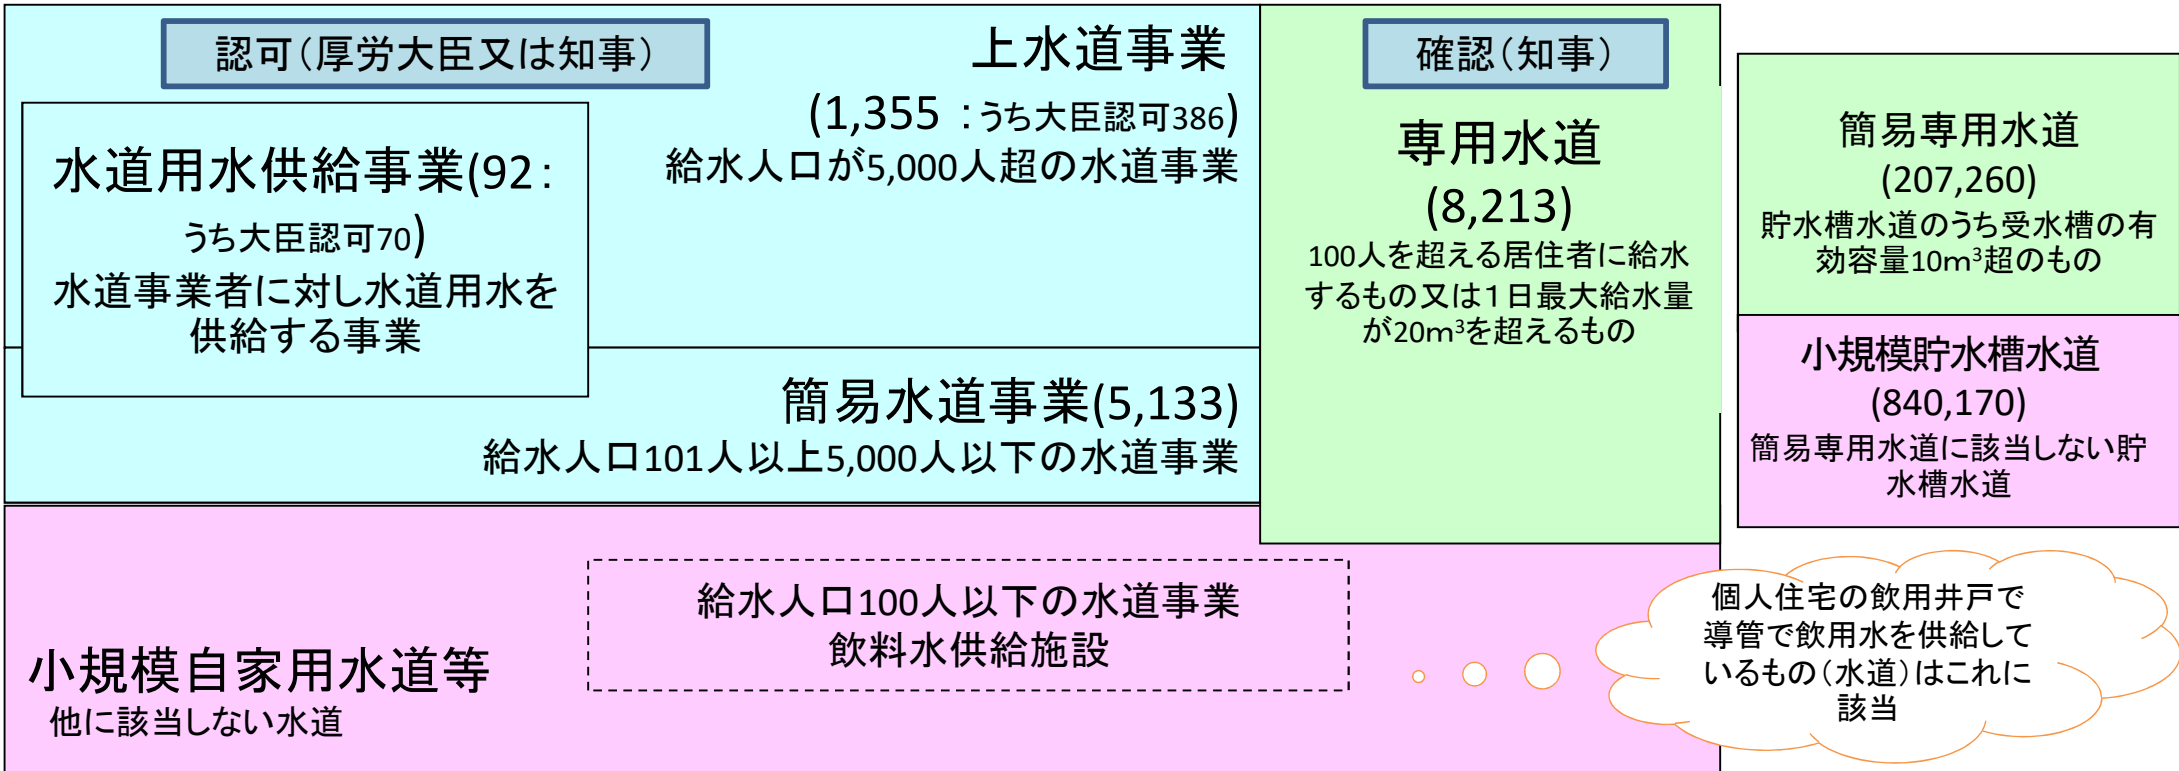 認可（厚労大臣又は知事）
上水道事業
(1,355 ：うち大臣認可386)
給水人口が5,000人超の水道事業
水道用水供給事業(92：
うち大臣認可70)
水道事業者に対し水道用水を
供給する事業
簡易水道事業(5,133)
給水人口101人以上5,000人以下の水道事業
確認（知事）
専用水道
(8,213)
100人を超える居住者に給水
するもの又は１日最大給水量
が20m³を超えるもの
簡易専用水道
(207,260)
貯水槽水道のうち受水槽の有
効容量10m³超のもの
小規模貯水槽水道
(840,170)
簡易専用水道に該当しない貯
水槽水道
小規模自家用水道等
他に該当しない水道
給水人口100人以下の水道事業
飲料水供給施設
個人住宅の飲用井戸で
導管で飲用水を供給して
いるもの（水道）はこれに
該当